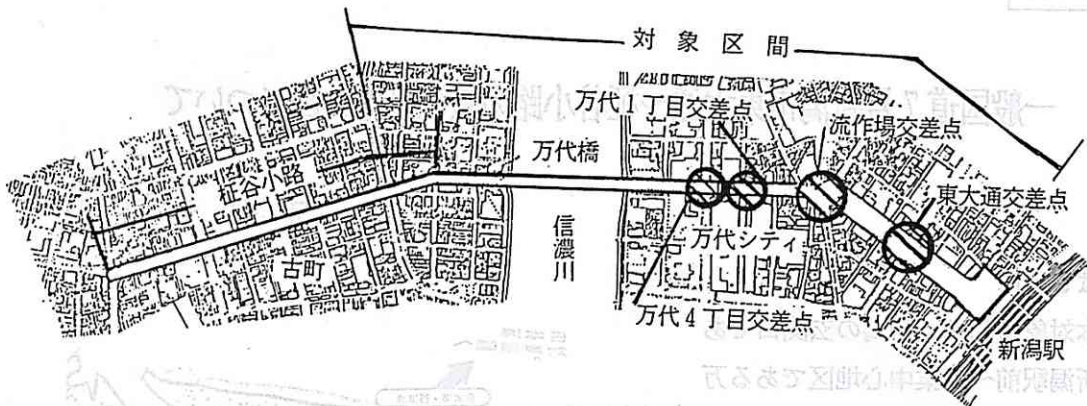 対象区間
万代1丁目交差点
流作場交差点
万代橋
柾谷小路
東大通交差点
信濃川
万代シティ
古町
万代4丁目交差点
新潟駅